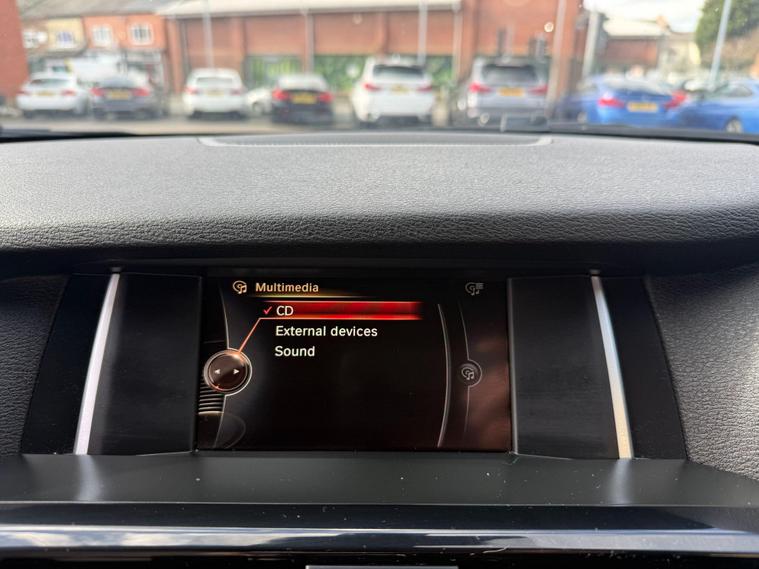 Multimedia
CD
External devices
Sound